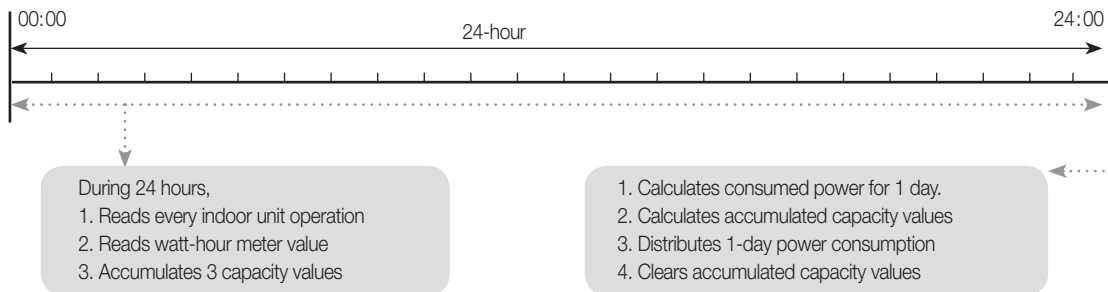 00:00
24:00
24-hour
During 24 hours,
1. Reads every indoor unit operation
2. Reads watt-hour meter value
3. Accumulates 3 capacity values
1. Calculates consumed power for 1 day.
2. Calculates accumulated capacity values
3. Distributes 1-day power consumption
4. Clears accumulated capacity values